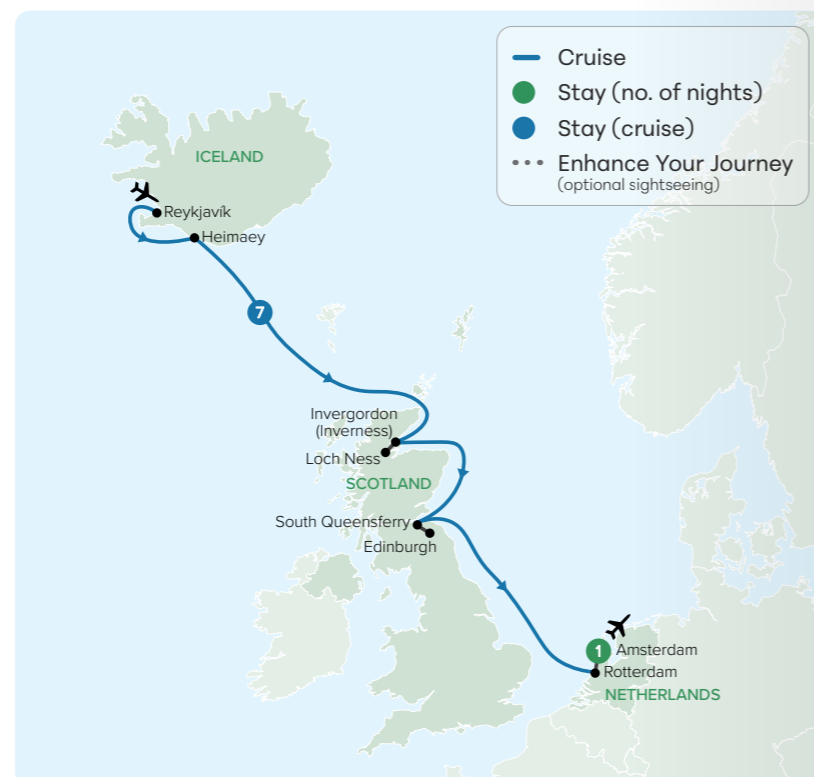 Cruise
Stay (no. of nights)
Stay (cruise)
Enhance Your Journey
(optional sightseeing)
ICELAND
Reykjavík
Heimaey
7
Invergordon
(Inverness)
Loch Ness
SCOTLAND
South Queensferry
Edinburgh
1
Amsterdam
Rotterdam
NETHERLANDS